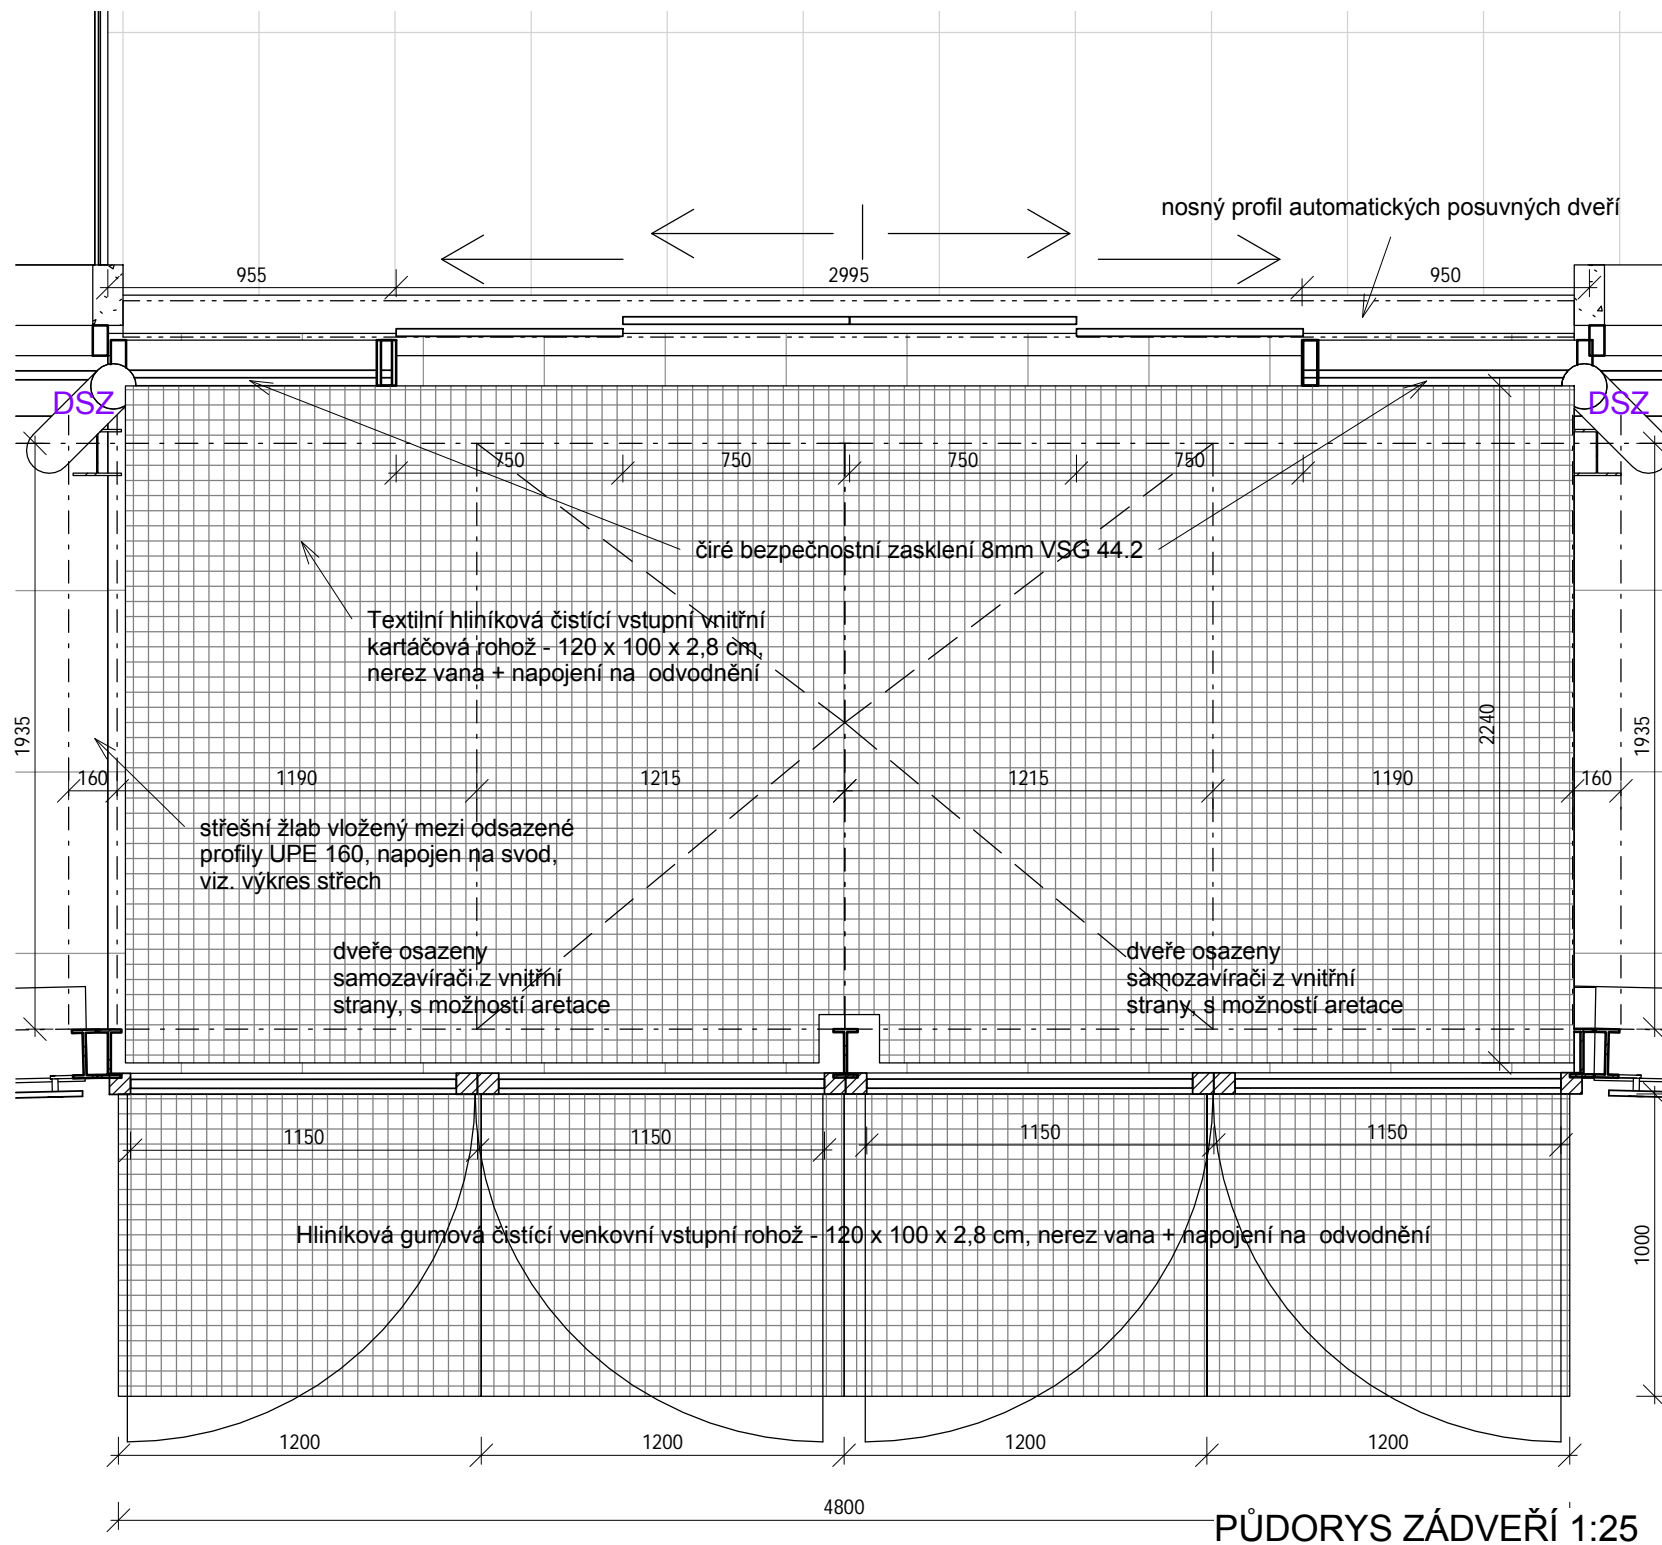 nosný profil automatických posuvných dveří
955
2995
950
DSZ
DSZ
750
750
750
750
čiré bezpečnostní zasklení 8mm VSG 44.2
Textilní hliníková čistící vstupní vnitřní
kartáčová rohož - 120 x 100 x 2,8 cm,
nerez vana + napojení na odvodnění
1935
2240
1935
160
1190
1215
1215
1190
160
střešní žlab vložený mezi odsazené
profily UPE 160, napojen na svod,
viz. výkres střech
dveře osazeny
samozavírači z vnitřní
strany, s možností aretace
dveře osazeny
samozavírači z vnitřní
strany, s možností aretace
1150
1150
1150
1150
Hliníková gumová čistící venkovní vstupní rohož - 120 x 100 x 2,8 cm, nerez vana + napojení na odvodnění
1000
1200
1200
1200
1200
4800
PŮDORYS ZÁDVEŘÍ 1:25